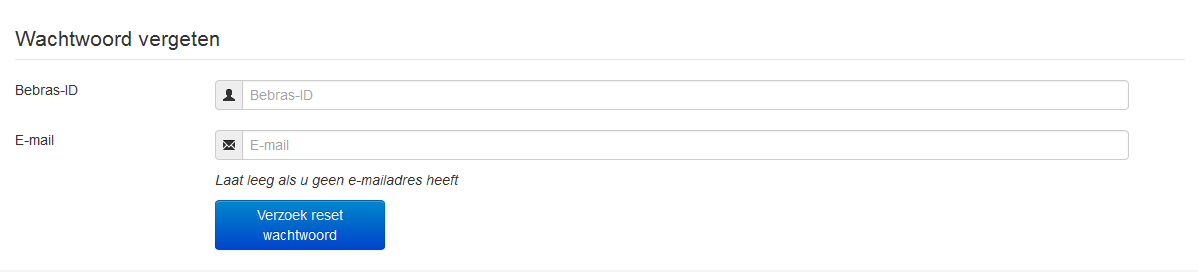 Wachtwoord vergeten
Bebras-ID
Bebras-ID
E-mail
E-mail
Laat leeg als u geen e-mailadres heeft
Verzoek reset
wachtwoord